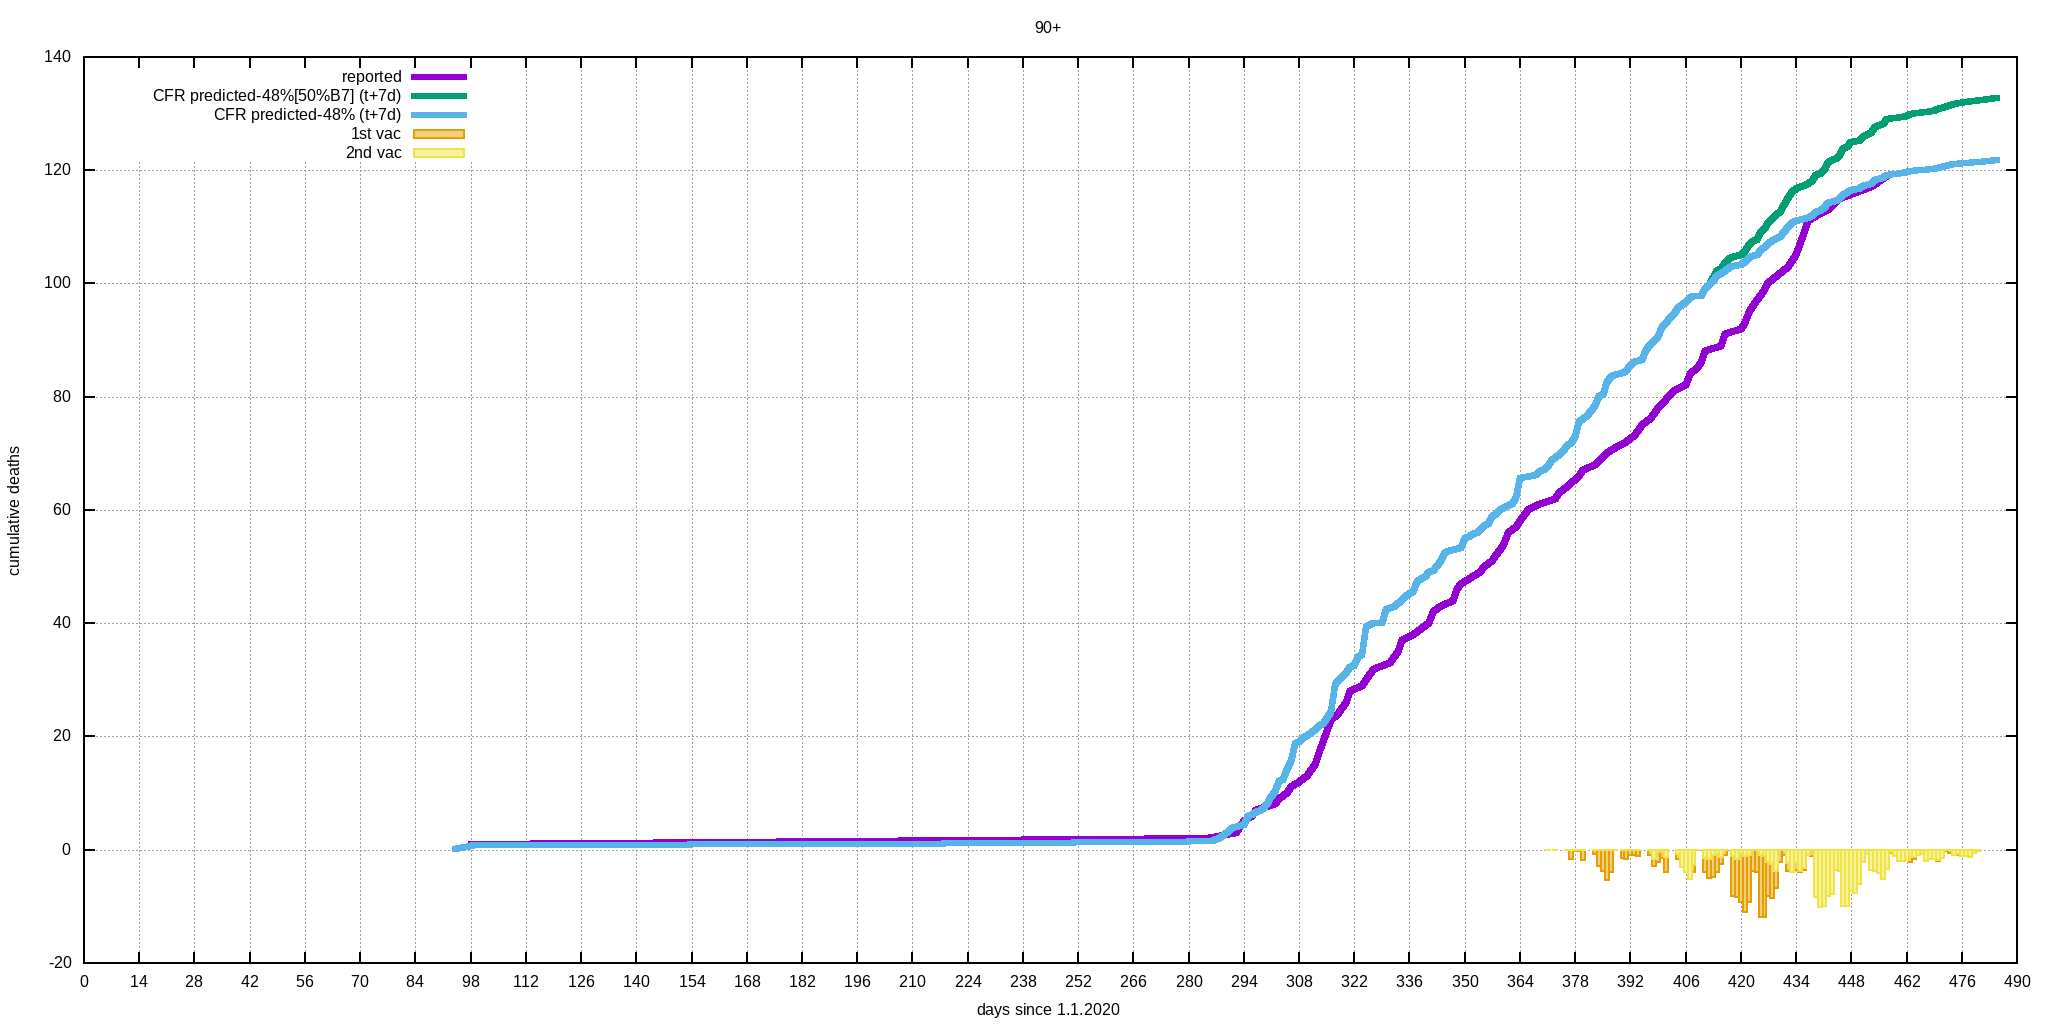 90+
140
120
100
80
60
40
20
0
-20
cumulative deaths
reported
CFR predicted-48%[50%B7] (t+7d)
CFR predicted-48% (t+7d)
1st vac
2nd vac
0 14 28 42 56 70 84 98 112 126 140 154 168 182 196 210 224 238 252 266 280 294 308 322 336 350 364 378 392 406 420 434 448 462 476 490
days since 1.1.2020